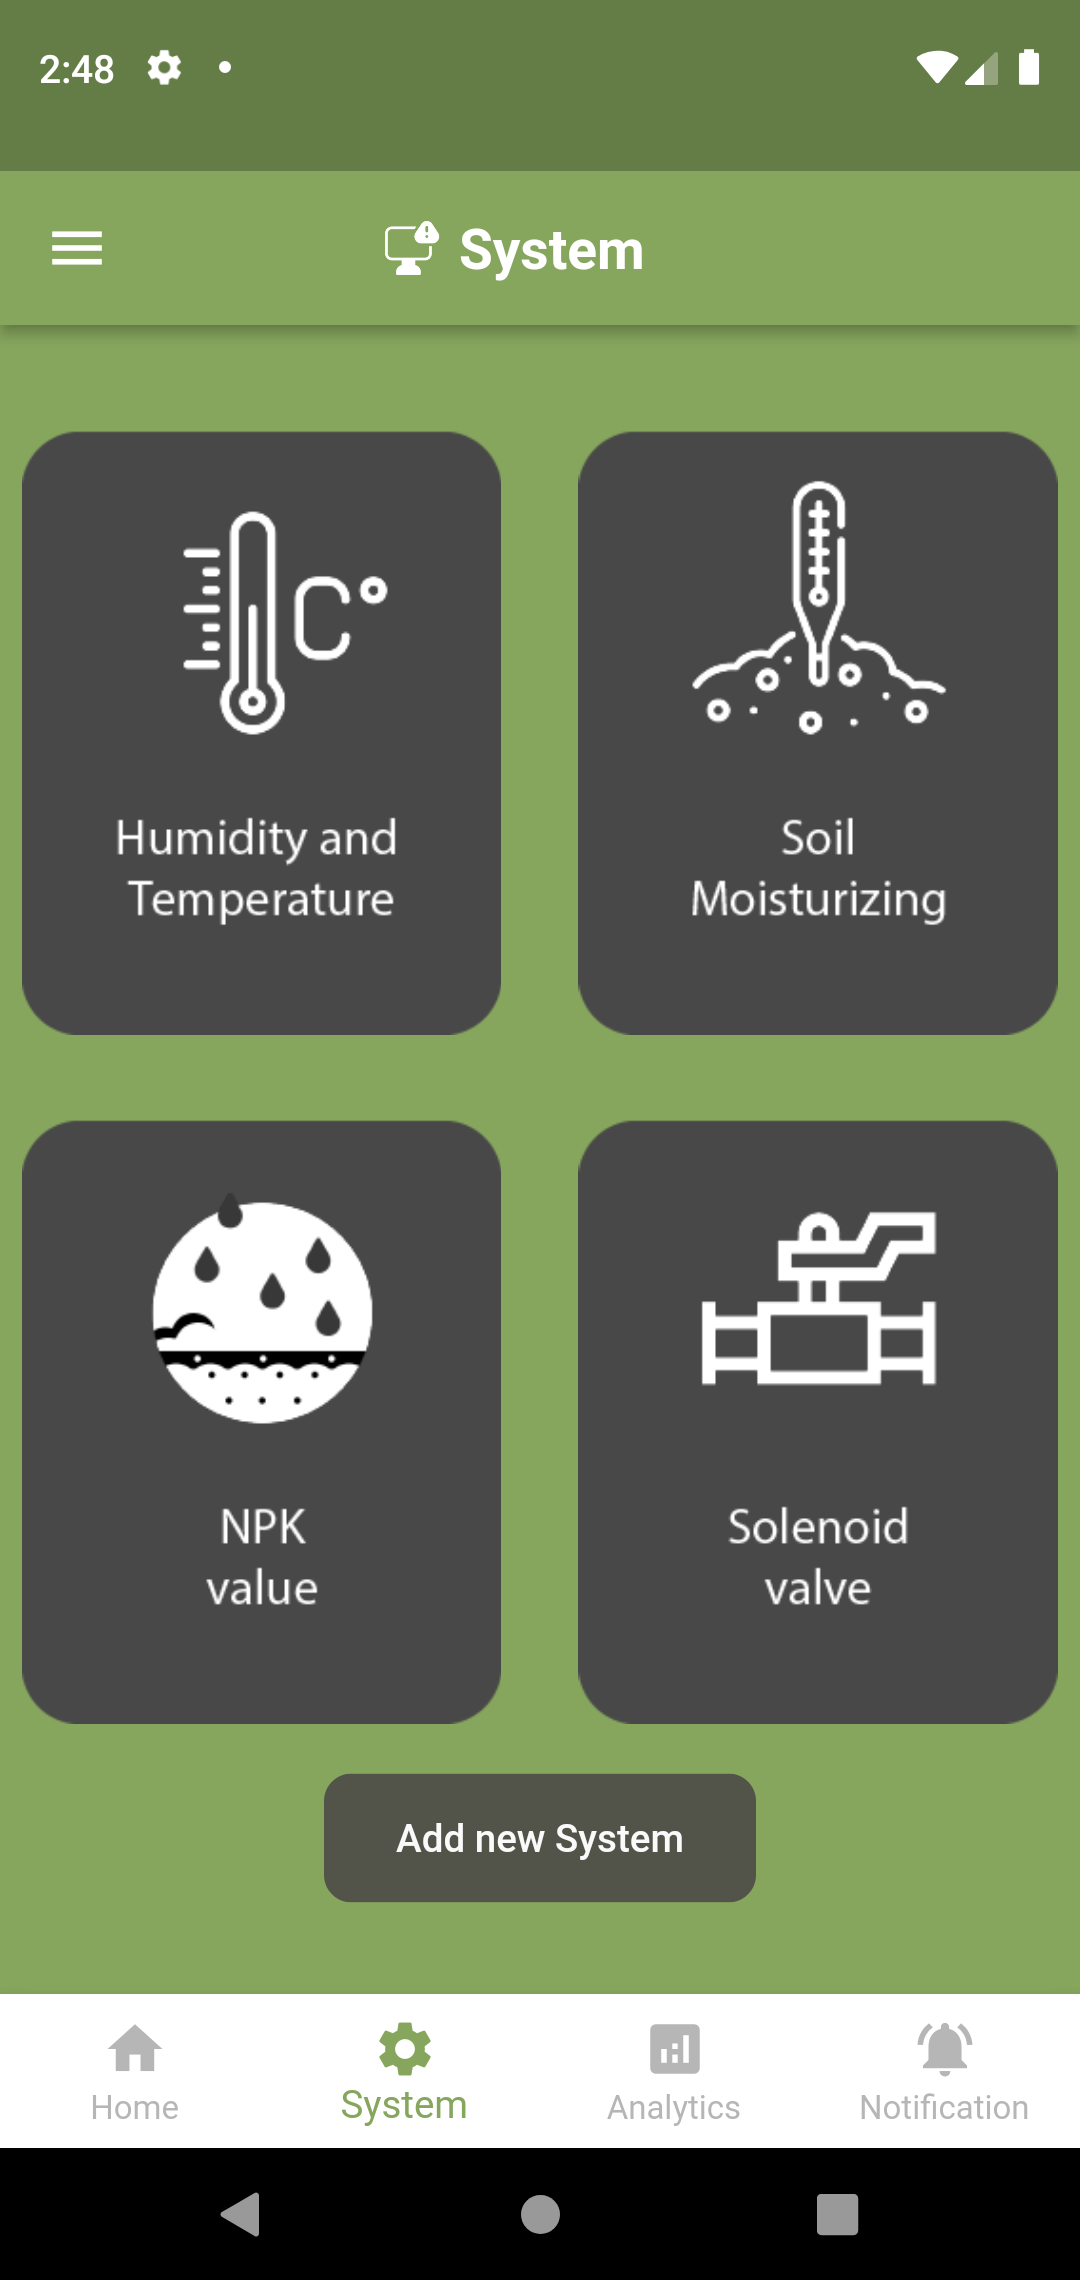 2:48
System
Humidity and
Temperature
Soil
Moisturizing
NPK
value
Solenoid
valve
Add new System
Home
System
Analytics
Notification